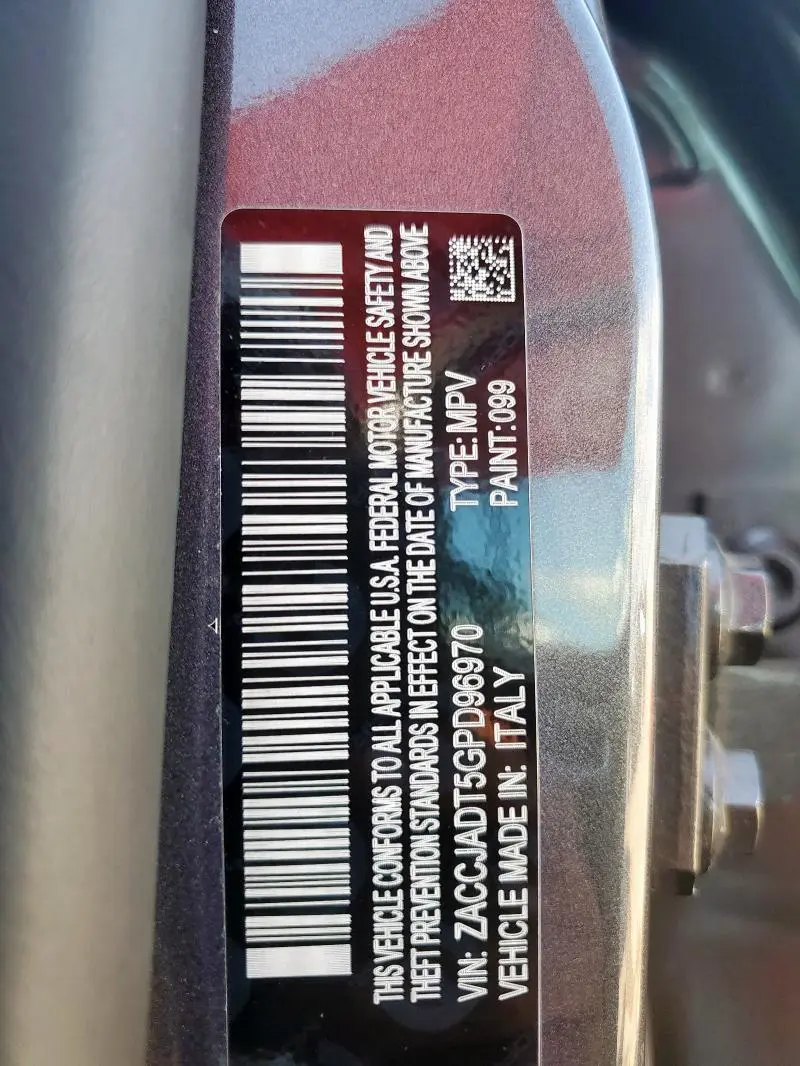 THIS VEHICLE CONFORMS TO ALL APPLICABLE U.S.A. FEDERAL MOTOR VEHICLE SAFETY AND
THEFT PREVENTION STANDARDS IN EFFECT ON THE DATE OF MANUFACTURE SHOWN ABOVE
VIN: ZACCJADT5GPD96970 TYPE: MPV
VEHICLE MADE IN: ITALY PAINT: 099